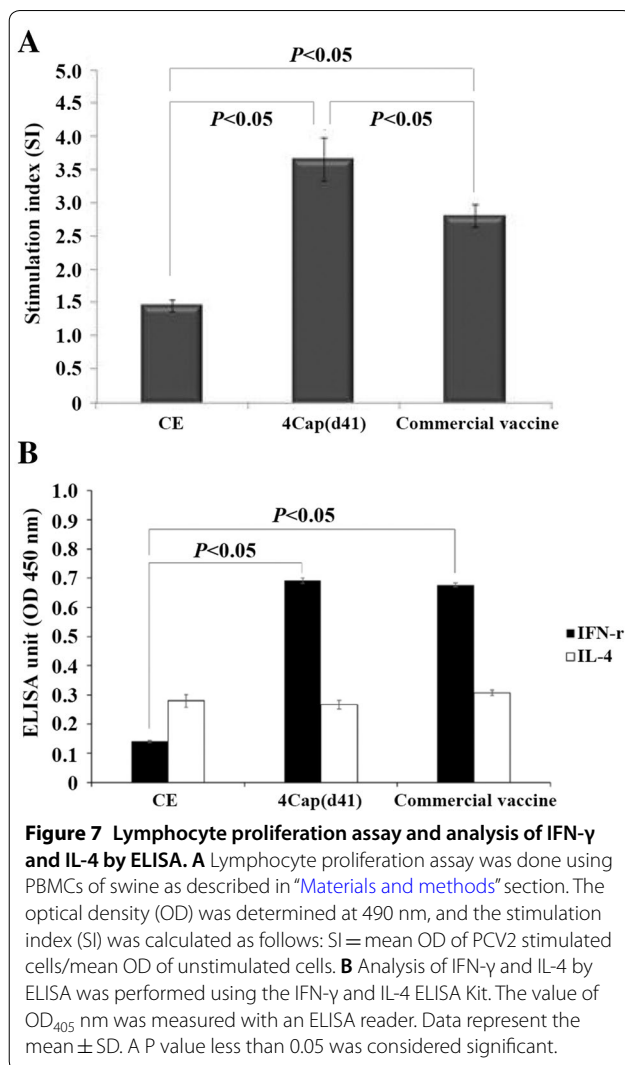 A
P<0.05
P<0.05 P<0.05
Stimulation index (SI)
5.0
4.5
4.0
3.5
3.0
2.5
2.0
1.5
1.0
0.5
0
CE 4Cap(d41) Commercial vaccine
B
P<0.05
P<0.05
ELISA unit (OD 450 nm)
1.0
0.9
0.8
0.7
0.6
0.5
0.4
0.3
0.2
0.1
0
IFN-r
IL-4
CE 4Cap(d41) Commercial vaccine
Figure 7 Lymphocyte proliferation assay and analysis of IFN-γ
and IL-4 by ELISA. A Lymphocyte proliferation assay was done using
PBMCs of swine as described in “Materials and methods” section. The
optical density (OD) was determined at 490 nm, and the stimulation
index (SI) was calculated as follows: SI = mean OD of PCV2 stimulated
cells/mean OD of unstimulated cells. B Analysis of IFN-γ and IL-4 by
ELISA was performed using the IFN-γ and IL-4 ELISA Kit. The value of
OD₄₀₅ nm was measured with an ELISA reader. Data represent the
mean ± SD. A P value less than 0.05 was considered significant.